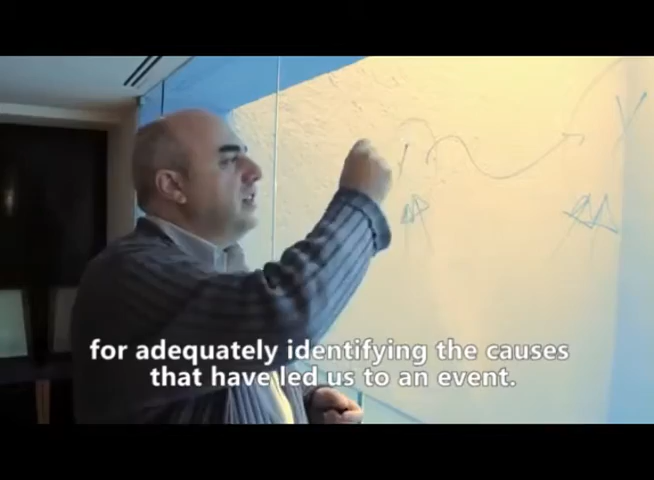 for adequately identifying the causes
that have led us to an event.